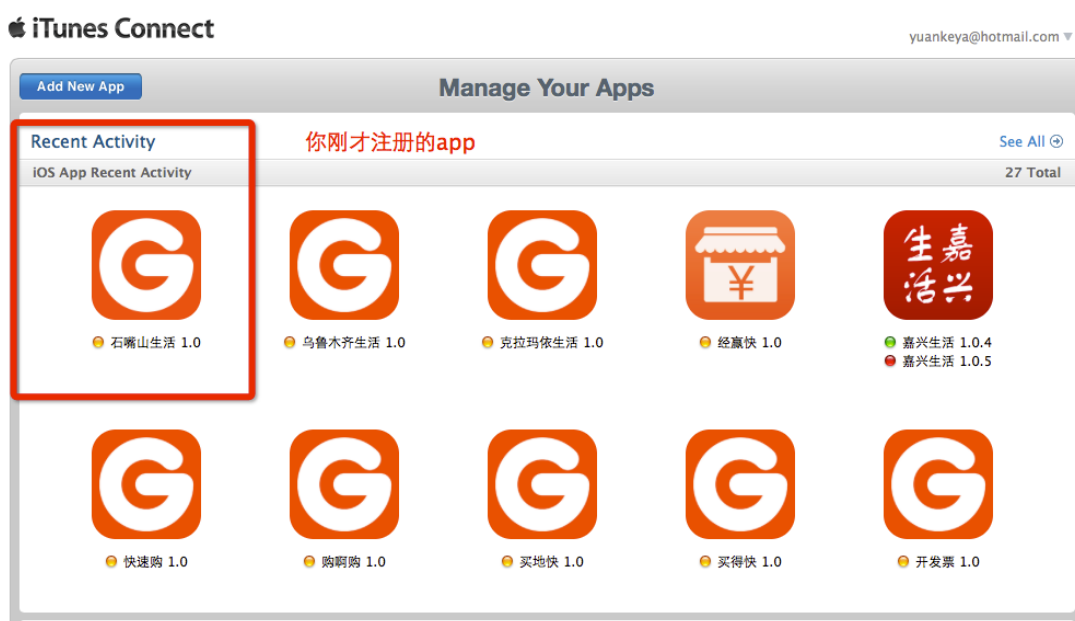 iTunes Connect
yuankeya@hotmail.com
Add New App
Manage Your Apps
Recent Activity
你刚才注册的app
See All
iOS App Recent Activity
27 Total
¥
生嘉
活兴
石嘴山生活 1.0
乌鲁木齐生活 1.0
克拉玛依生活 1.0
经赢快 1.0
嘉兴生活 1.0.4
嘉兴生活 1.0.5
快速购 1.0
购啊购 1.0
买地快 1.0
买得快 1.0
开发票 1.0